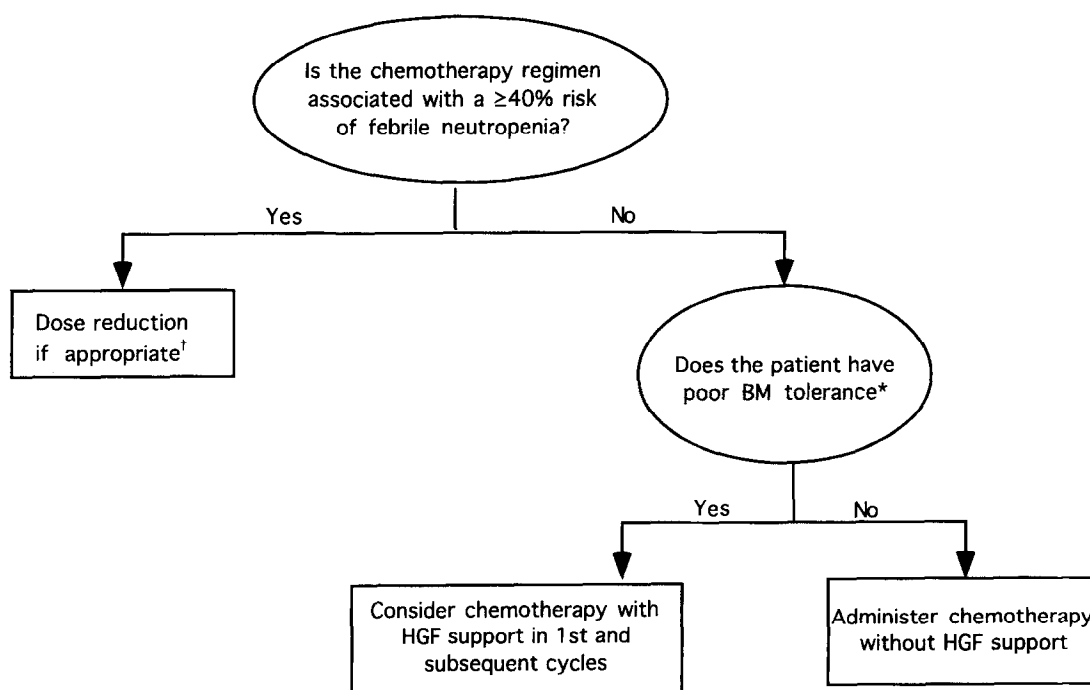 Is the chemotherapy regimen
associated with a ≥40% risk
of febrile neutropenia?
Yes
No
Dose reduction
if appropriate†
Does the patient have
poor BM tolerance*
Yes
No
Consider chemotherapy with
HGF support in 1st and
subsequent cycles
Administer chemotherapy
without HGF support